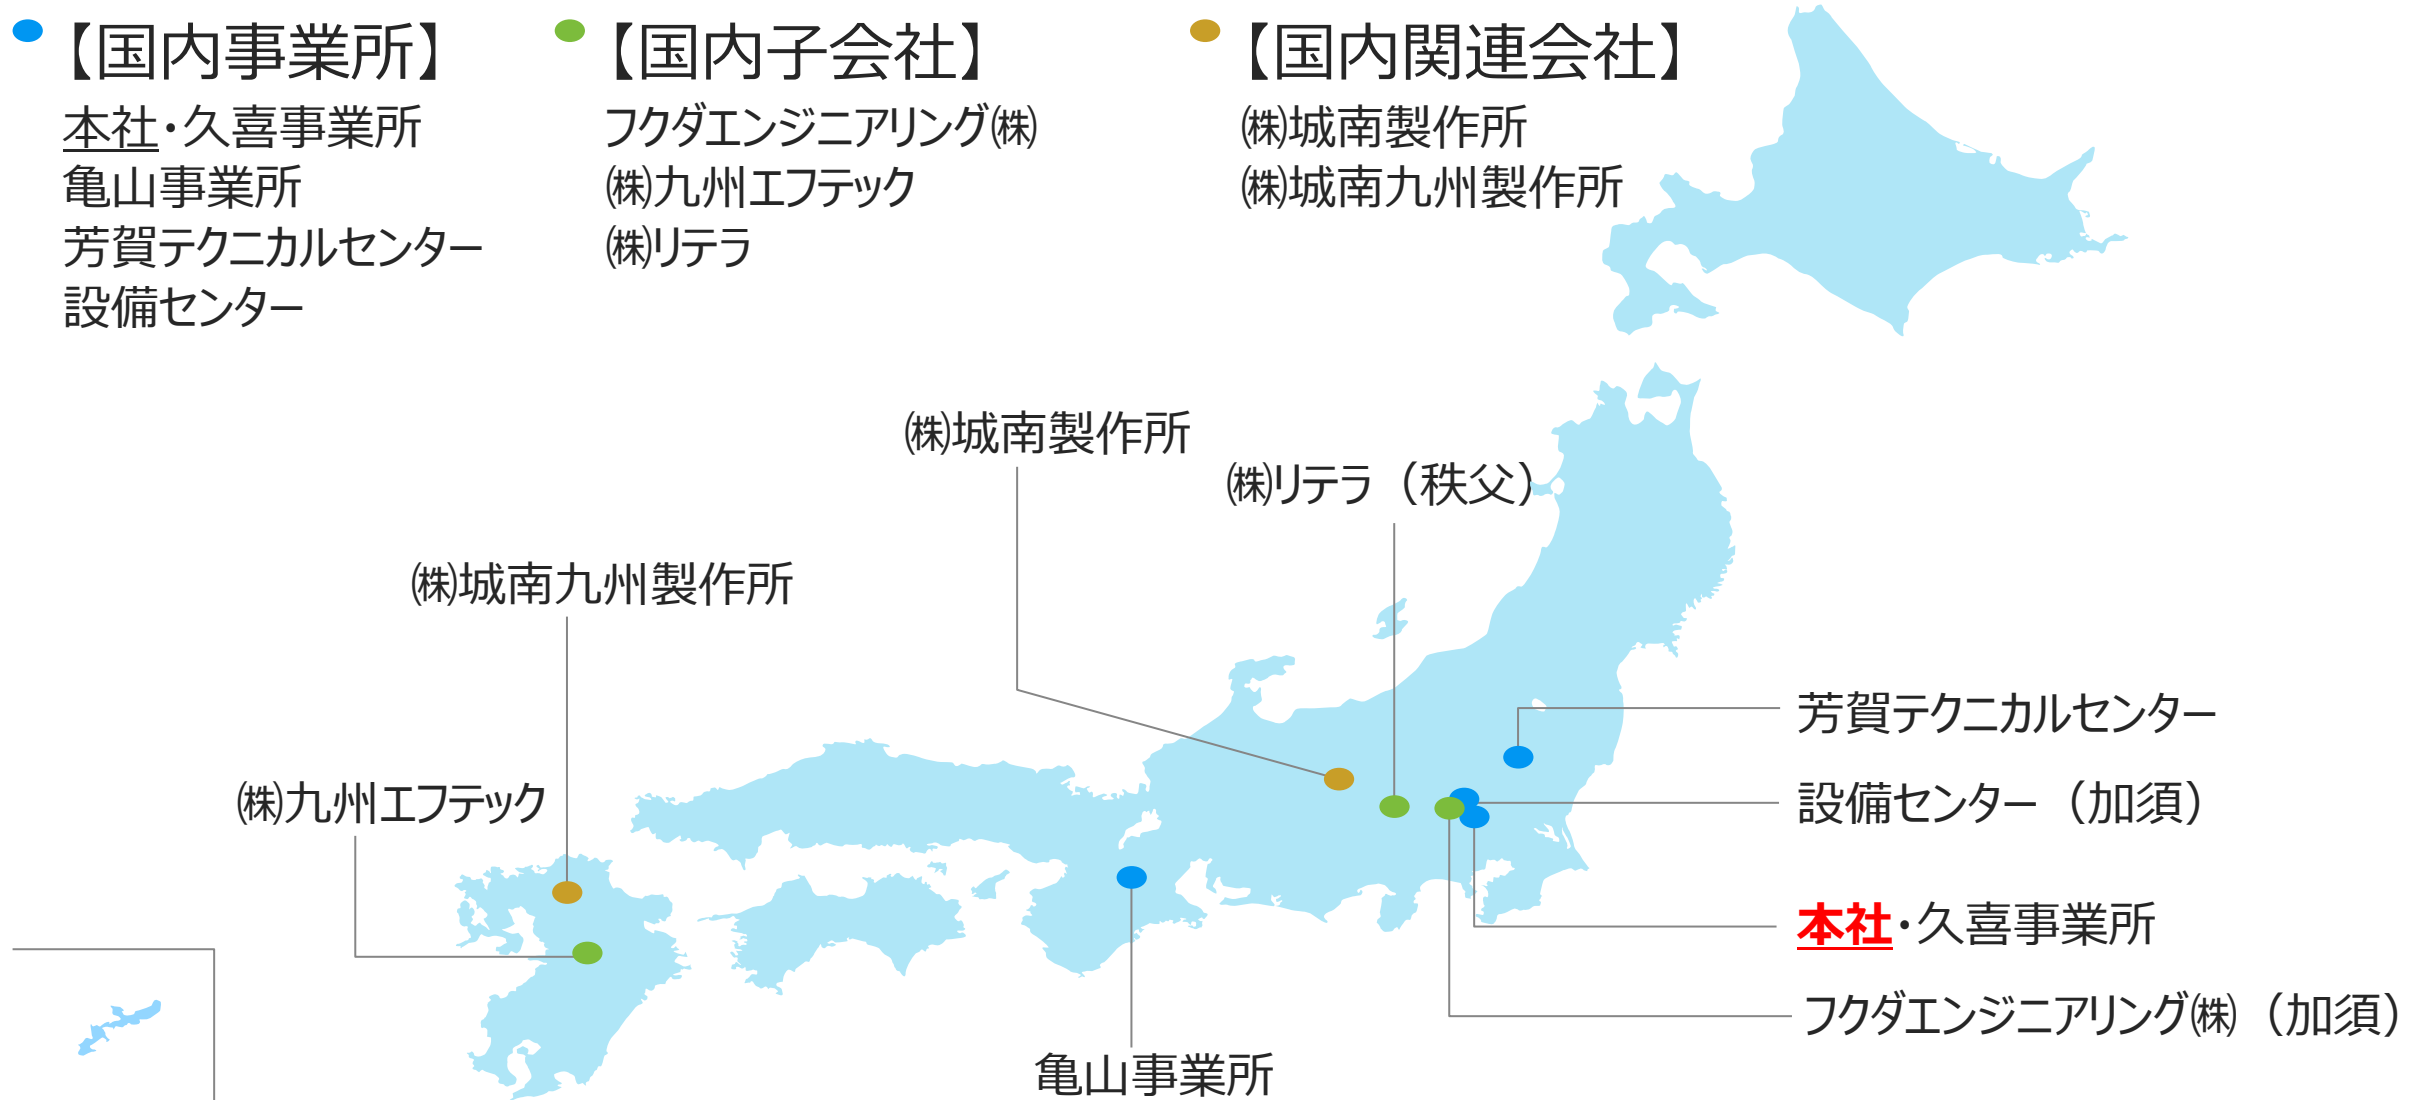 【国内事業所】
本社・久喜事業所
亀山事業所
芳賀テクニカルセンター
設備センター
【国内子会社】
フクダエンジニアリング㈱
㈱九州エフテック
㈱リテラ
【国内関連会社】
㈱城南製作所
㈱城南九州製作所
㈱城南製作所
㈱リテラ（秩父）
㈱城南九州製作所
㈱九州エフテック
芳賀テクニカルセンター
設備センター（加須）
本社・久喜事業所
フクダエンジニアリング㈱（加須）
亀山事業所